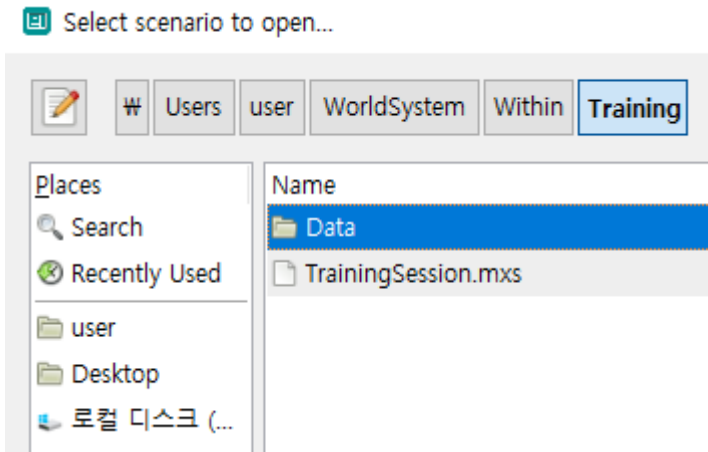 Select scenario to open...
₩ Users user WorldSystem Within Training
Places
Search
Recently Used
user
Desktop
로컬 디스크 (...
Name
Data
TrainingSession.mxs